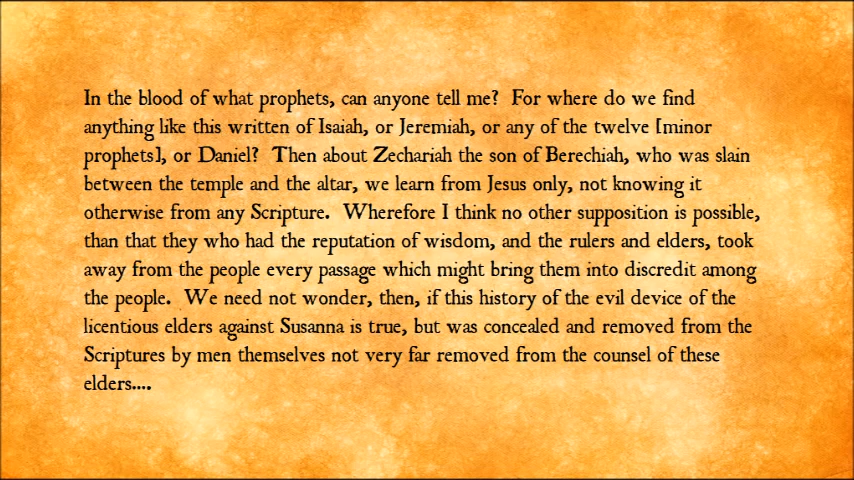 In the blood of what prophets, can anyone tell me?  For where do we find
anything like this written of Isaiah, or Jeremiah, or any of the twelve [minor
prophets], or Daniel?  Then about Zechariah the son of Berechiah, who was slain
between the temple and the altar, we learn from Jesus only, not knowing it
otherwise from any Scripture.  Wherefore I think no other supposition is possible,
than that they who had the reputation of wisdom, and the rulers and elders, took
away from the people every passage which might bring them into discredit among
the people.  We need not wonder, then, if this history of the evil device of the
licentious elders against Susanna is true, but was concealed and removed from the
Scriptures by men themselves not very far removed from the counsel of these
elders....